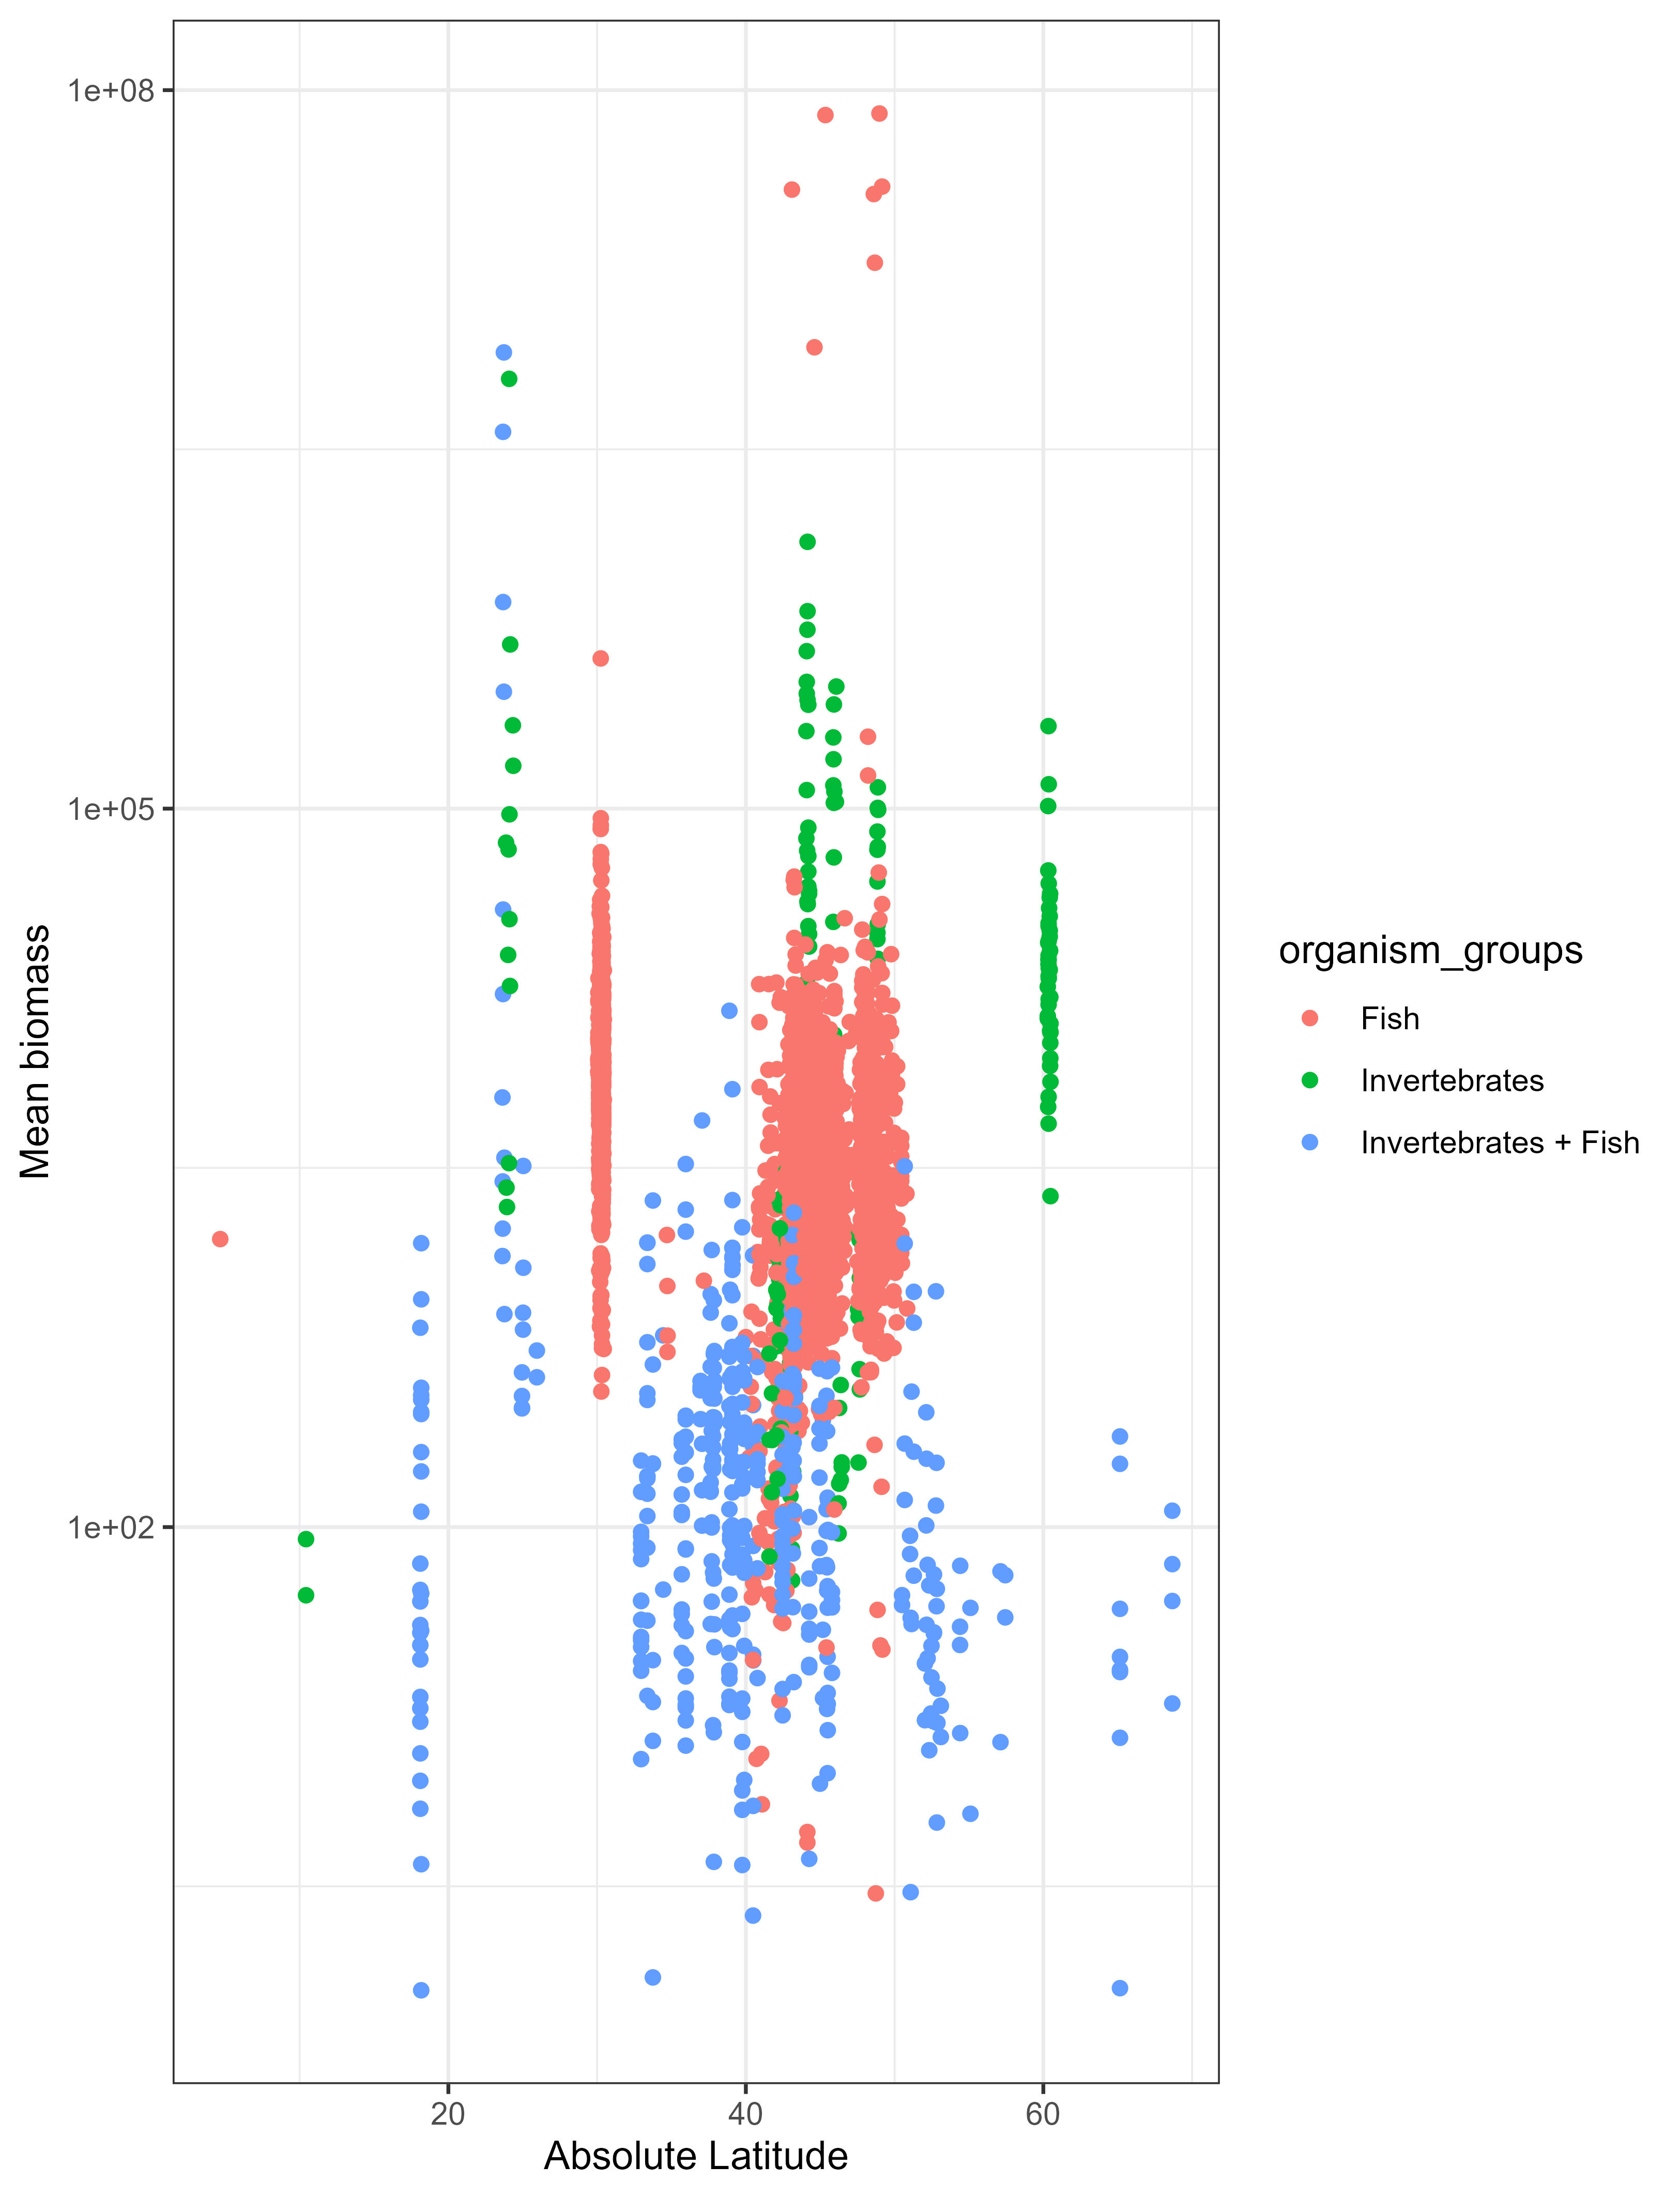 1e+08
1e+05
1e+02
Mean biomass
20
40
60
Absolute Latitude
organism_groups
Fish
Invertebrates
Invertebrates + Fish